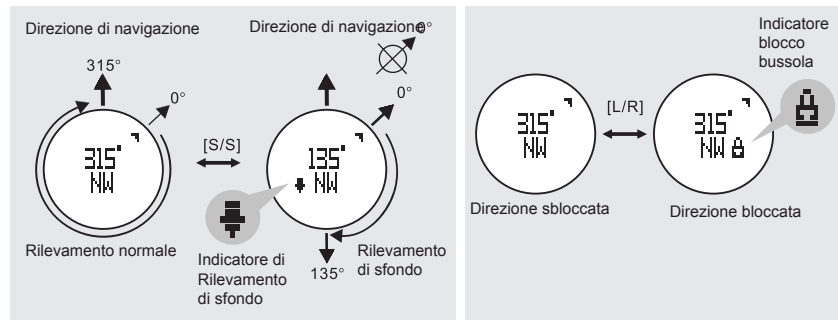 Direzione di navigazione
315°
0°
315°
NW
Rilevamento normale
[S/S]
Direzione di navigazione
0°
0°
135°
NW
Indicatore di
Rilevamento
di sfondo
135°
Rilevamento
di sfondo
315°
NW
Direzione sbloccata
[L/R]
315°
NW
Direzione bloccata
Indicatore
blocco
bussola